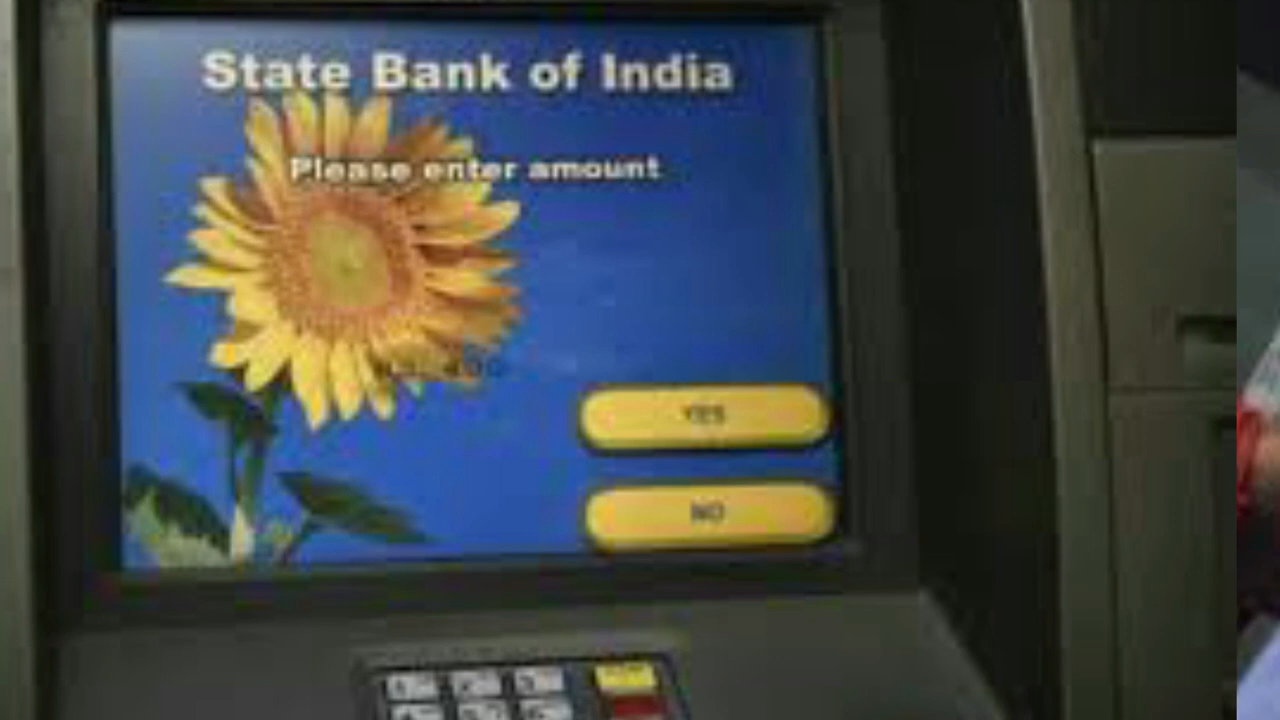 State Bank of India
Please enter amount
YES
NO